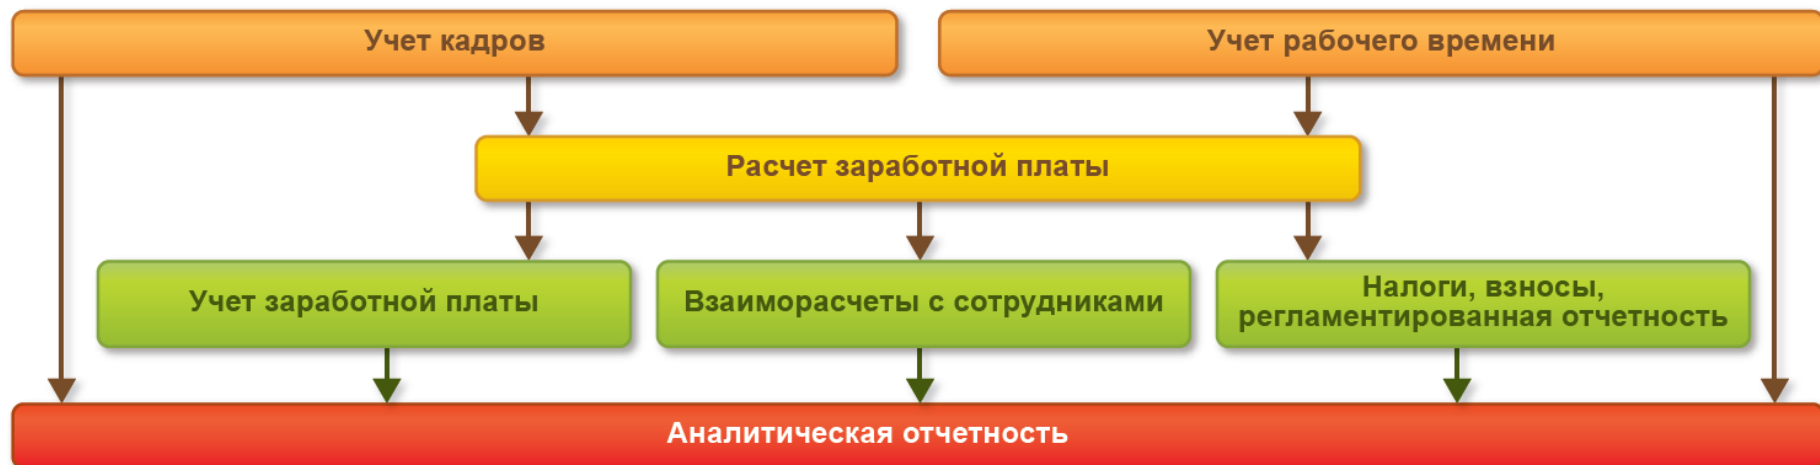 Учет кадров
Учет рабочего времени
Расчет заработной платы
Учет заработной платы
Взаиморасчеты с сотрудниками
Налоги, взносы,
регламентированная отчетность
Аналитическая отчетность